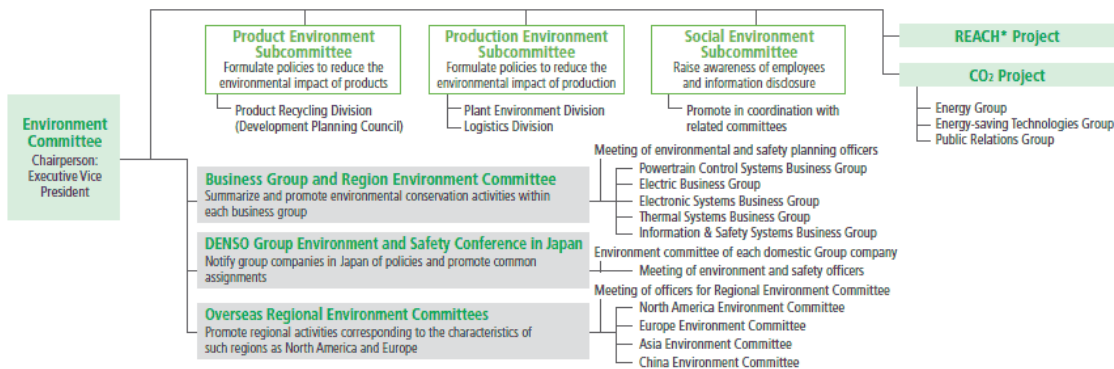 Product Environment
Subcommittee
Formulate policies to reduce the
environmental impact of products
Product Recycling Division
(Development Planning Council)
Production Environment
Subcommittee
Formulate policies to reduce the
environmental impact of production
Plant Environment Division
Logistics Division
Social Environment
Subcommittee
Raise awareness of employees
and information disclosure
Promote in coordination with
related committees
REACH* Project
CO₂ Project
Energy Group
Energy-saving Technologies Group
Public Relations Group
Environment
Committee
Chairperson:
Executive Vice
President
Business Group and Region Environment Committee
Summarize and promote environmental conservation activities within
each business group
Meeting of environmental and safety planning officers
Powertrain Control Systems Business Group
Electric Business Group
Electronic Systems Business Group
Thermal Systems Business Group
Information & Safety Systems Business Group
DENSO Group Environment and Safety Conference in Japan
Notify group companies in Japan of policies and promote common
assignments
Environment committee of each domestic Group company
Meeting of environment and safety officers
Overseas Regional Environment Committees
Promote regional activities corresponding to the characteristics of
such regions as North America and Europe
Meeting of officers for Regional Environment Committee
North America Environment Committee
Europe Environment Committee
Asia Environment Committee
China Environment Committee